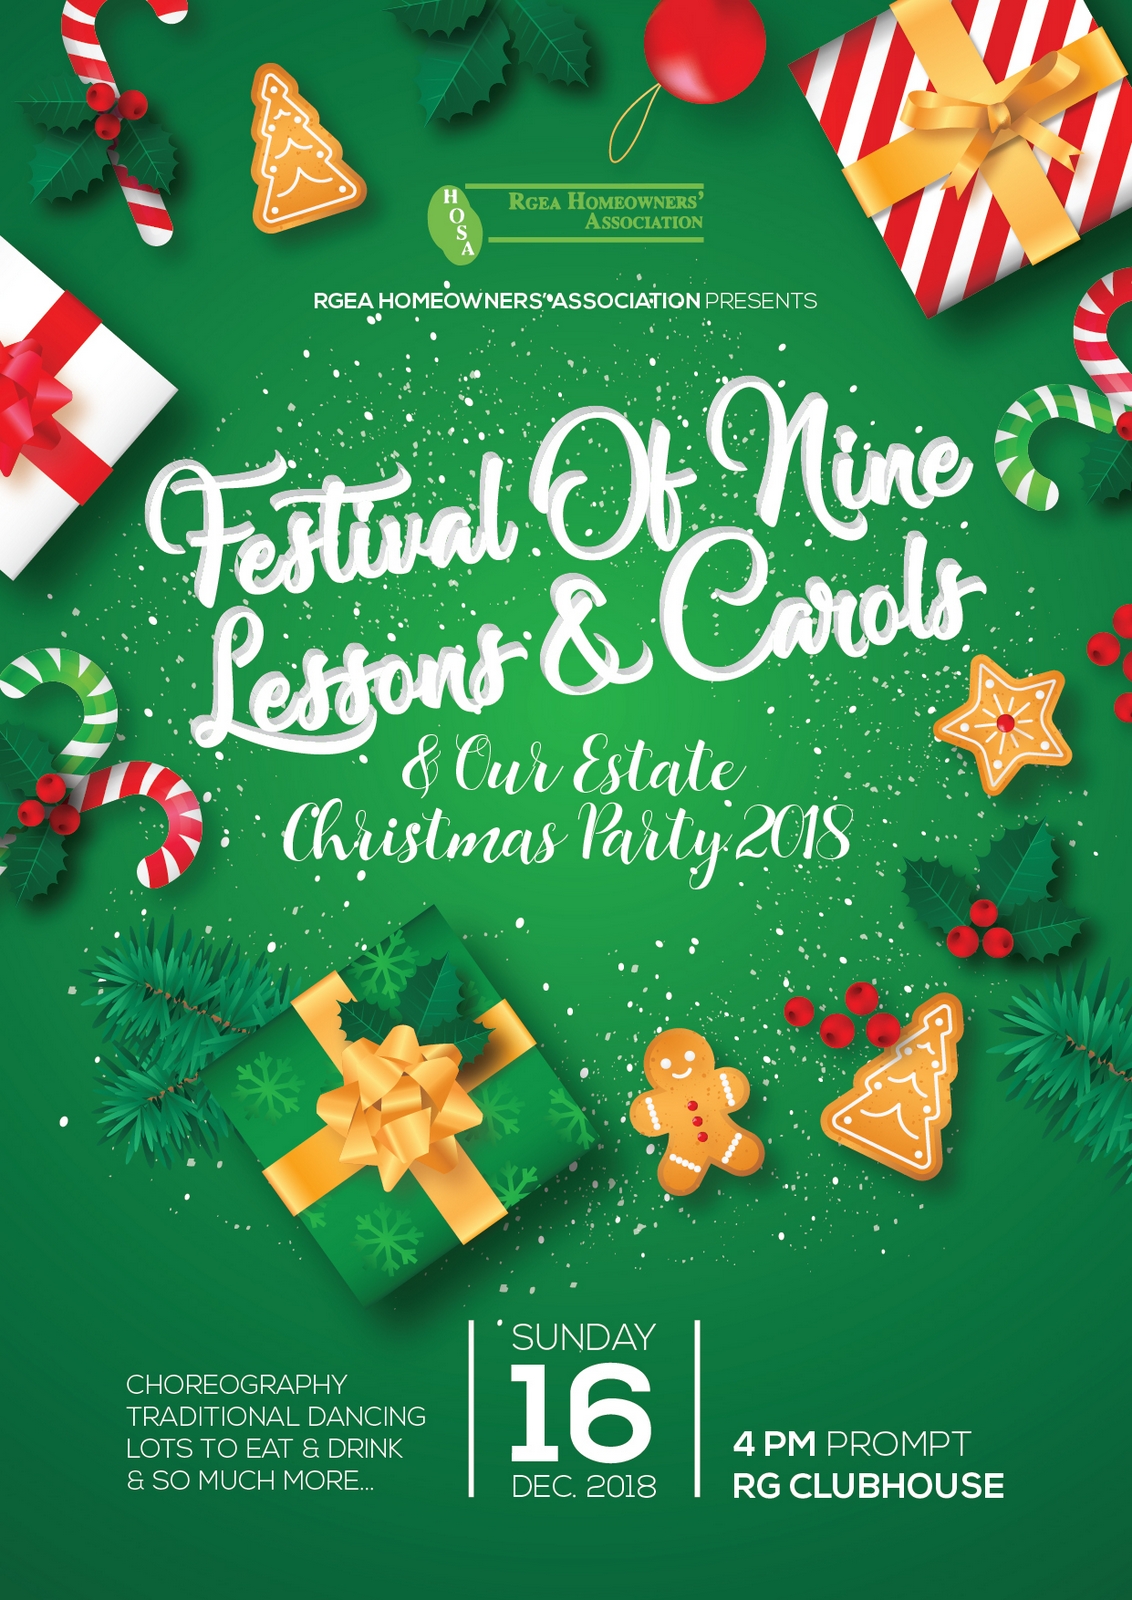 HOSA
RGEA HOMEOWNERS'
ASSOCIATION
RGEA HOMEOWNERS' ASSOCIATION PRESENTS
Festival Of Nine
Lessons & Carols
& Our Estate
Christmas Party 2018
CHOREOGRAPHY
TRADITIONAL DANCING
LOTS TO EAT & DRINK
& SO MUCH MORE...
SUNDAY
16
DEC. 2018
4 PM PROMPT
RG CLUBHOUSE